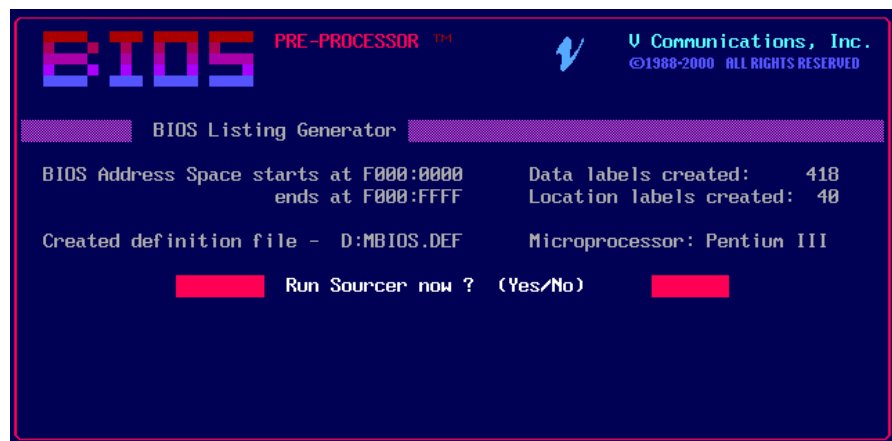 BIOS PRE-PROCESSOR ™ V Communications, Inc.
©1988-2000 ALL RIGHTS RESERVED
BIOS Listing Generator
BIOS Address Space starts at F000:0000 Data labels created: 418
ends at F000:FFFF Location labels created: 40
Created definition file - D:MBIOS.DEF Microprocessor: Pentium III
Run Sourcer now ? (Yes/No)